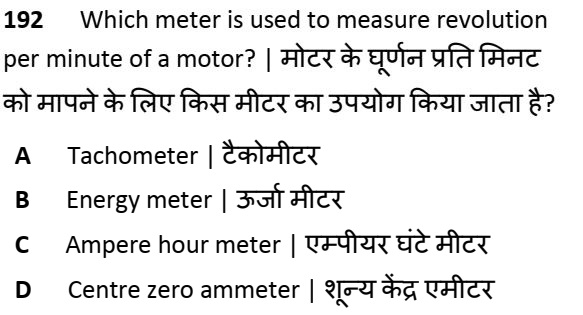 192 Which meter is used to measure revolution
per minute of a motor? | मोटर के घूर्णन प्रति मिनट
को मापने के लिए किस मीटर का उपयोग किया जाता है?
A Tachometer | टैकोमीटर
B Energy meter | ऊर्जा मीटर
C Ampere hour meter | एम्पीयर घंटे मीटर
D Centre zero ammeter | शून्य केंद्र एमीटर